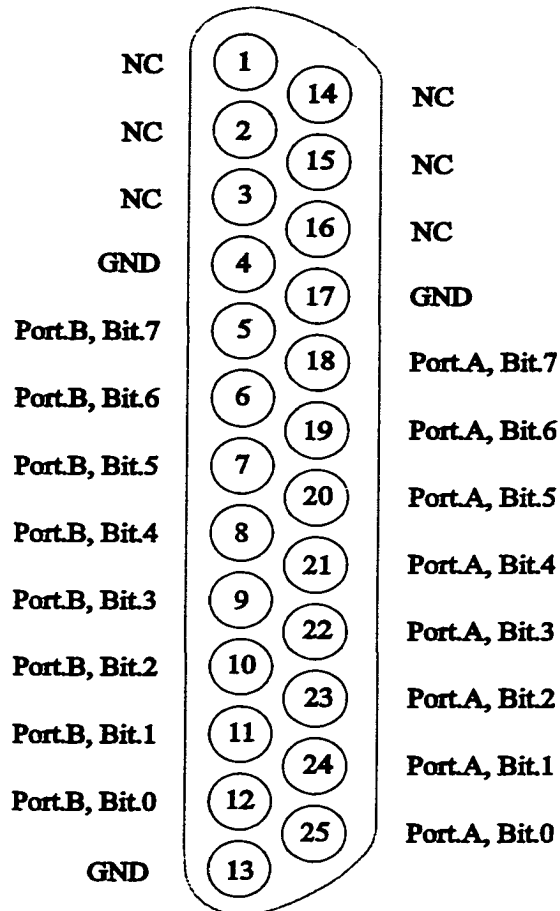 NC 1
14 NC
NC 2
15 NC
NC 3
16 NC
GND 4
17 GND
Port.B, Bit.7 5
18 Port.A, Bit.7
Port.B, Bit.6 6
19 Port.A, Bit.6
Port.B, Bit.5 7
20 Port.A, Bit.5
Port.B, Bit.4 8
21 Port.A, Bit.4
Port.B, Bit.3 9
22 Port.A, Bit.3
Port.B, Bit.2 10
23 Port.A, Bit.2
Port.B, Bit.1 11
24 Port.A, Bit.1
Port.B, Bit.0 12
25 Port.A, Bit.0
GND 13